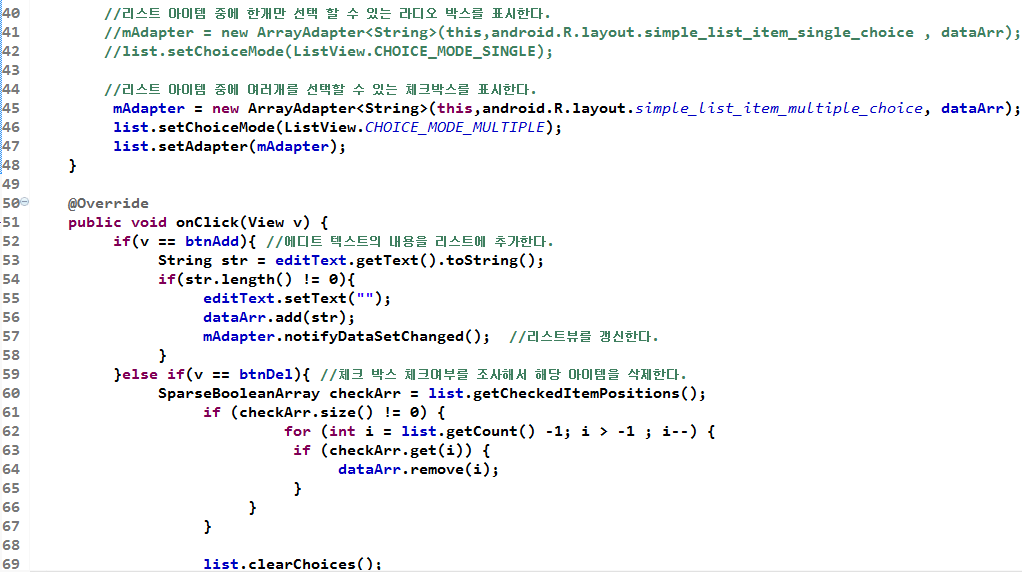 40 //리스트 아이템 중에 한개만 선택 할 수 있는 라디오 박스를 표시한다.
41 //mAdapter = new ArrayAdapter<String>(this,android.R.layout.simple_list_item_single_choice , dataArr);
42 //list.setChoiceMode(ListView.CHOICE_MODE_SINGLE);
43
44 //리스트 아이템 중에 여러개를 선택할 수 있는 체크박스를 표시한다.
45 mAdapter = new ArrayAdapter<String>(this,android.R.layout.simple_list_item_multiple_choice, dataArr);
46 list.setChoiceMode(ListView.CHOICE_MODE_MULTIPLE);
47 list.setAdapter(mAdapter);
48 }
49
50 @Override
51 public void onClick(View v) {
52 if(v == btnAdd){ //에디트 텍스트의 내용을 리스트에 추가한다.
53 String str = editText.getText().toString();
54 if(str.length() != 0){
55 editText.setText("");
56 dataArr.add(str);
57 mAdapter.notifyDataSetChanged(); //리스트뷰를 갱신한다.
58 }
59 }else if(v == btnDel){ //체크 박스 체크여부를 조사해서 해당 아이템을 삭제한다.
60 SparseBooleanArray checkArr = list.getCheckedItemPositions();
61 if (checkArr.size() != 0) {
62 for (int i = list.getCount() -1; i > -1 ; i--) {
63 if (checkArr.get(i)) {
64 dataArr.remove(i);
65 }
66 }
67 }
68
69 list.clearChoices();